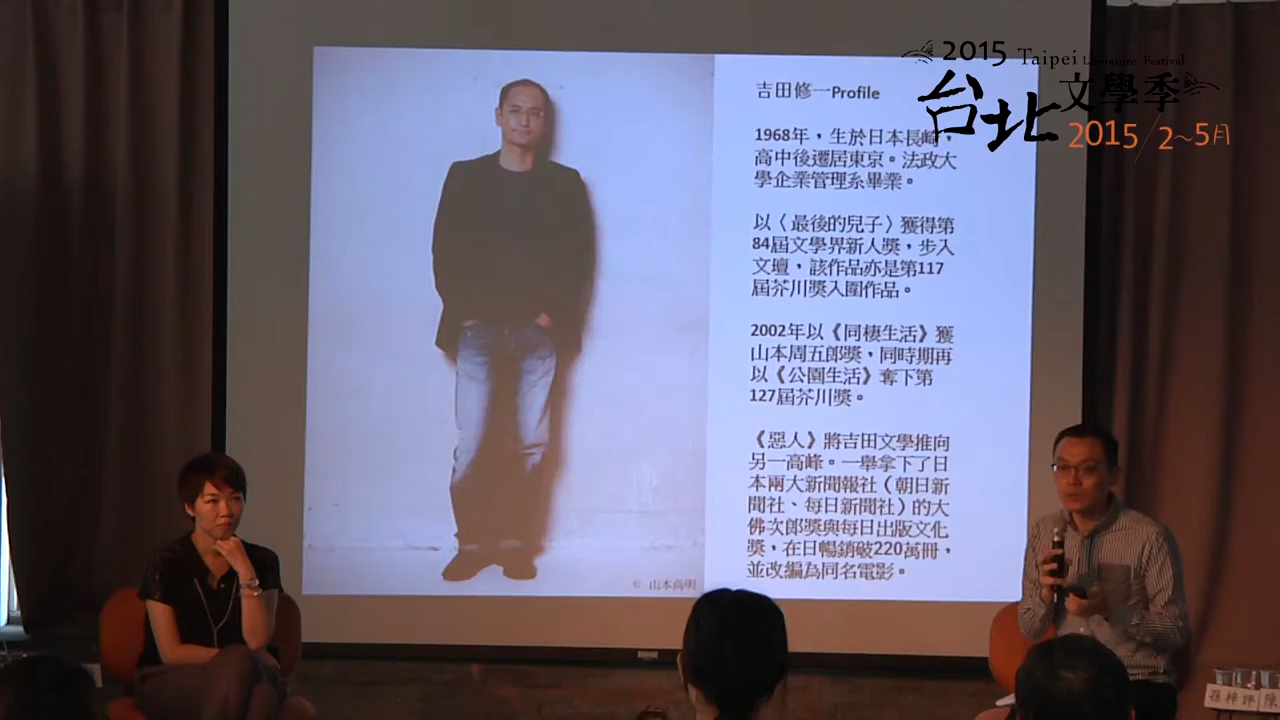 2015 Taipei Literature Festival
台北文學季
2015/2~5月
吉田修一Profile
1968年，生於日本長崎，
高中後遷居東京。法政大
學企業管理系畢業。
以〈最後的兒子〉獲得第
84屆文學界新人獎，步入
文壇，該作品亦是第117
屆芥川獎入圍作品。
2002年以《同棲生活》獲
山本周五郎獎，同時期再
以《公園生活》奪下第
127屆芥川獎。
《惡人》將吉田文學推向
另一高峰。一舉拿下了日
本兩大新聞報社（朝日新
聞社、每日新聞社）的大
佛次郎獎與每日出版文化
獎，在日暢銷破220萬冊，
並改編為同名電影。
© 山本尚明
孫梓評 陳